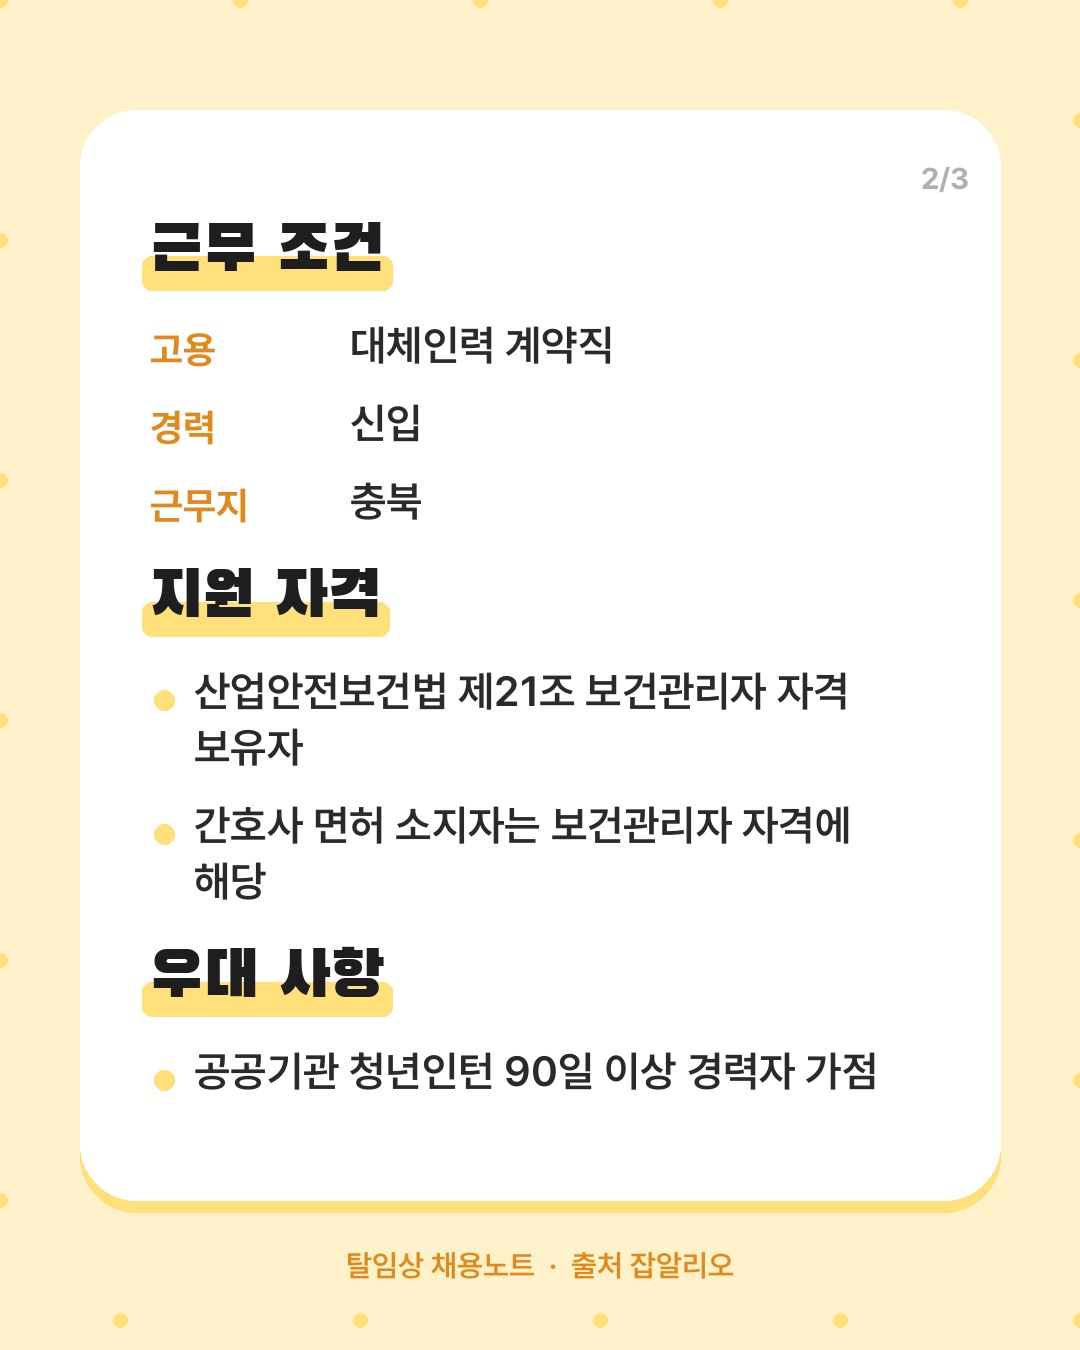 2/3
근무 조건
고용 대체인력 계약직
경력 신입
근무지 충북
지원 자격
산업안전보건법 제21조 보건관리자 자격
보유자
간호사 면허 소지자는 보건관리자 자격에
해당
우대 사항
공공기관 청년인턴 90일 이상 경력자 가점
탈임상 채용노트 · 출처 잡알리오